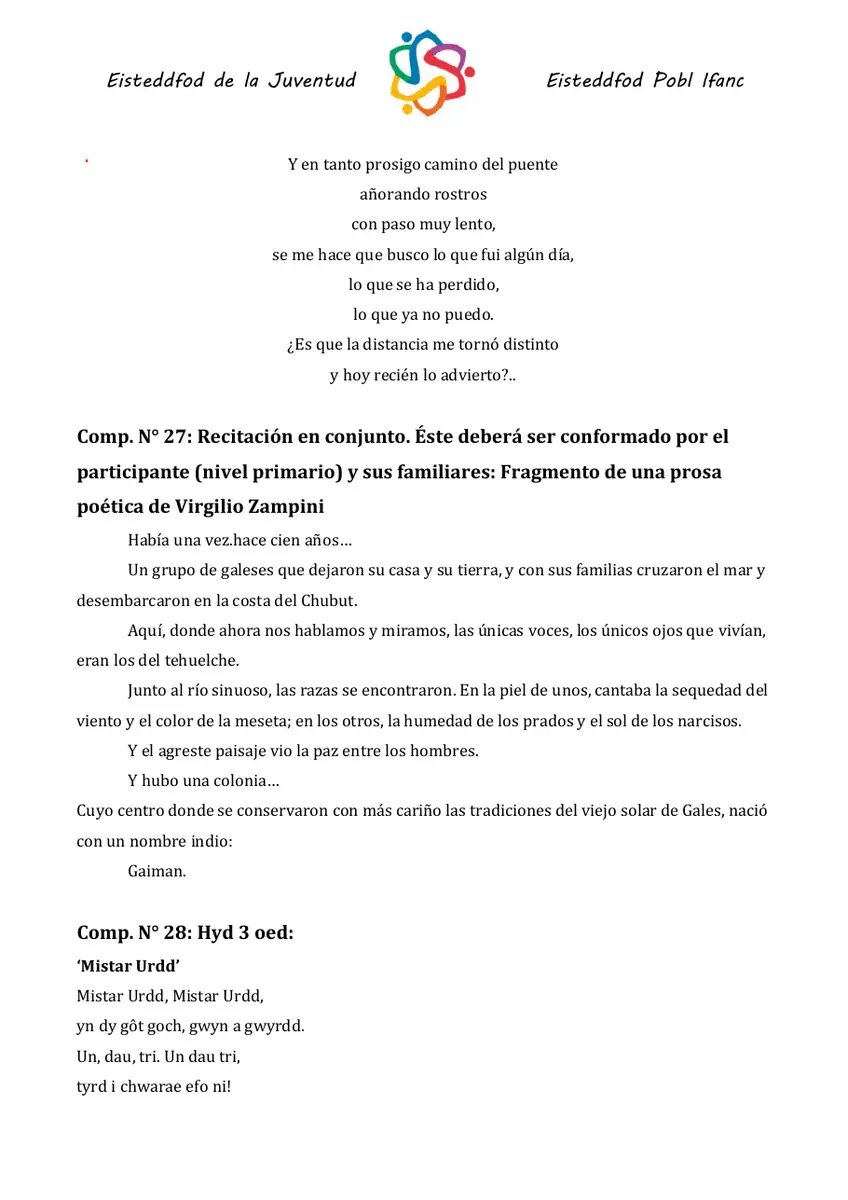 Eisteddfod de la Juventud
Eisteddfod Pobl Ifanc
Y en tanto prosigo camino del puente
añorando rostros
con paso muy lento,
se me hace que busco lo que fui algún día,
lo que se ha perdido,
lo que ya no puedo.
¿Es que la distancia me tornó distinto
y hoy recién lo advierto?..
Comp. N° 27: Recitación en conjunto. Éste deberá ser conformado por el
participante (nivel primario) y sus familiares: Fragmento de una prosa
poética de Virgilio Zampini
Había una vez.hace cien años…
Un grupo de galeses que dejaron su casa y su tierra, y con sus familias cruzaron el mar y
desembarcaron en la costa del Chubut.
Aquí, donde ahora nos hablamos y miramos, las únicas voces, los únicos ojos que vivían,
eran los del tehuelche.
Junto al río sinuoso, las razas se encontraron. En la piel de unos, cantaba la sequedad del
viento y el color de la meseta; en los otros, la humedad de los prados y el sol de los narcisos.
Y el agreste paisaje vio la paz entre los hombres.
Y hubo una colonia…
Cuyo centro donde se conservaron con más cariño las tradiciones del viejo solar de Gales, nació
con un nombre indio:
Gaiman.
Comp. N° 28: Hyd 3 oed:
‘Mistar Urdd’
Mistar Urdd, Mistar Urdd,
yn dy gôt goch, gwyn a gwyrdd.
Un, dau, tri. Un dau tri,
tyrd i chwarae efo ni!